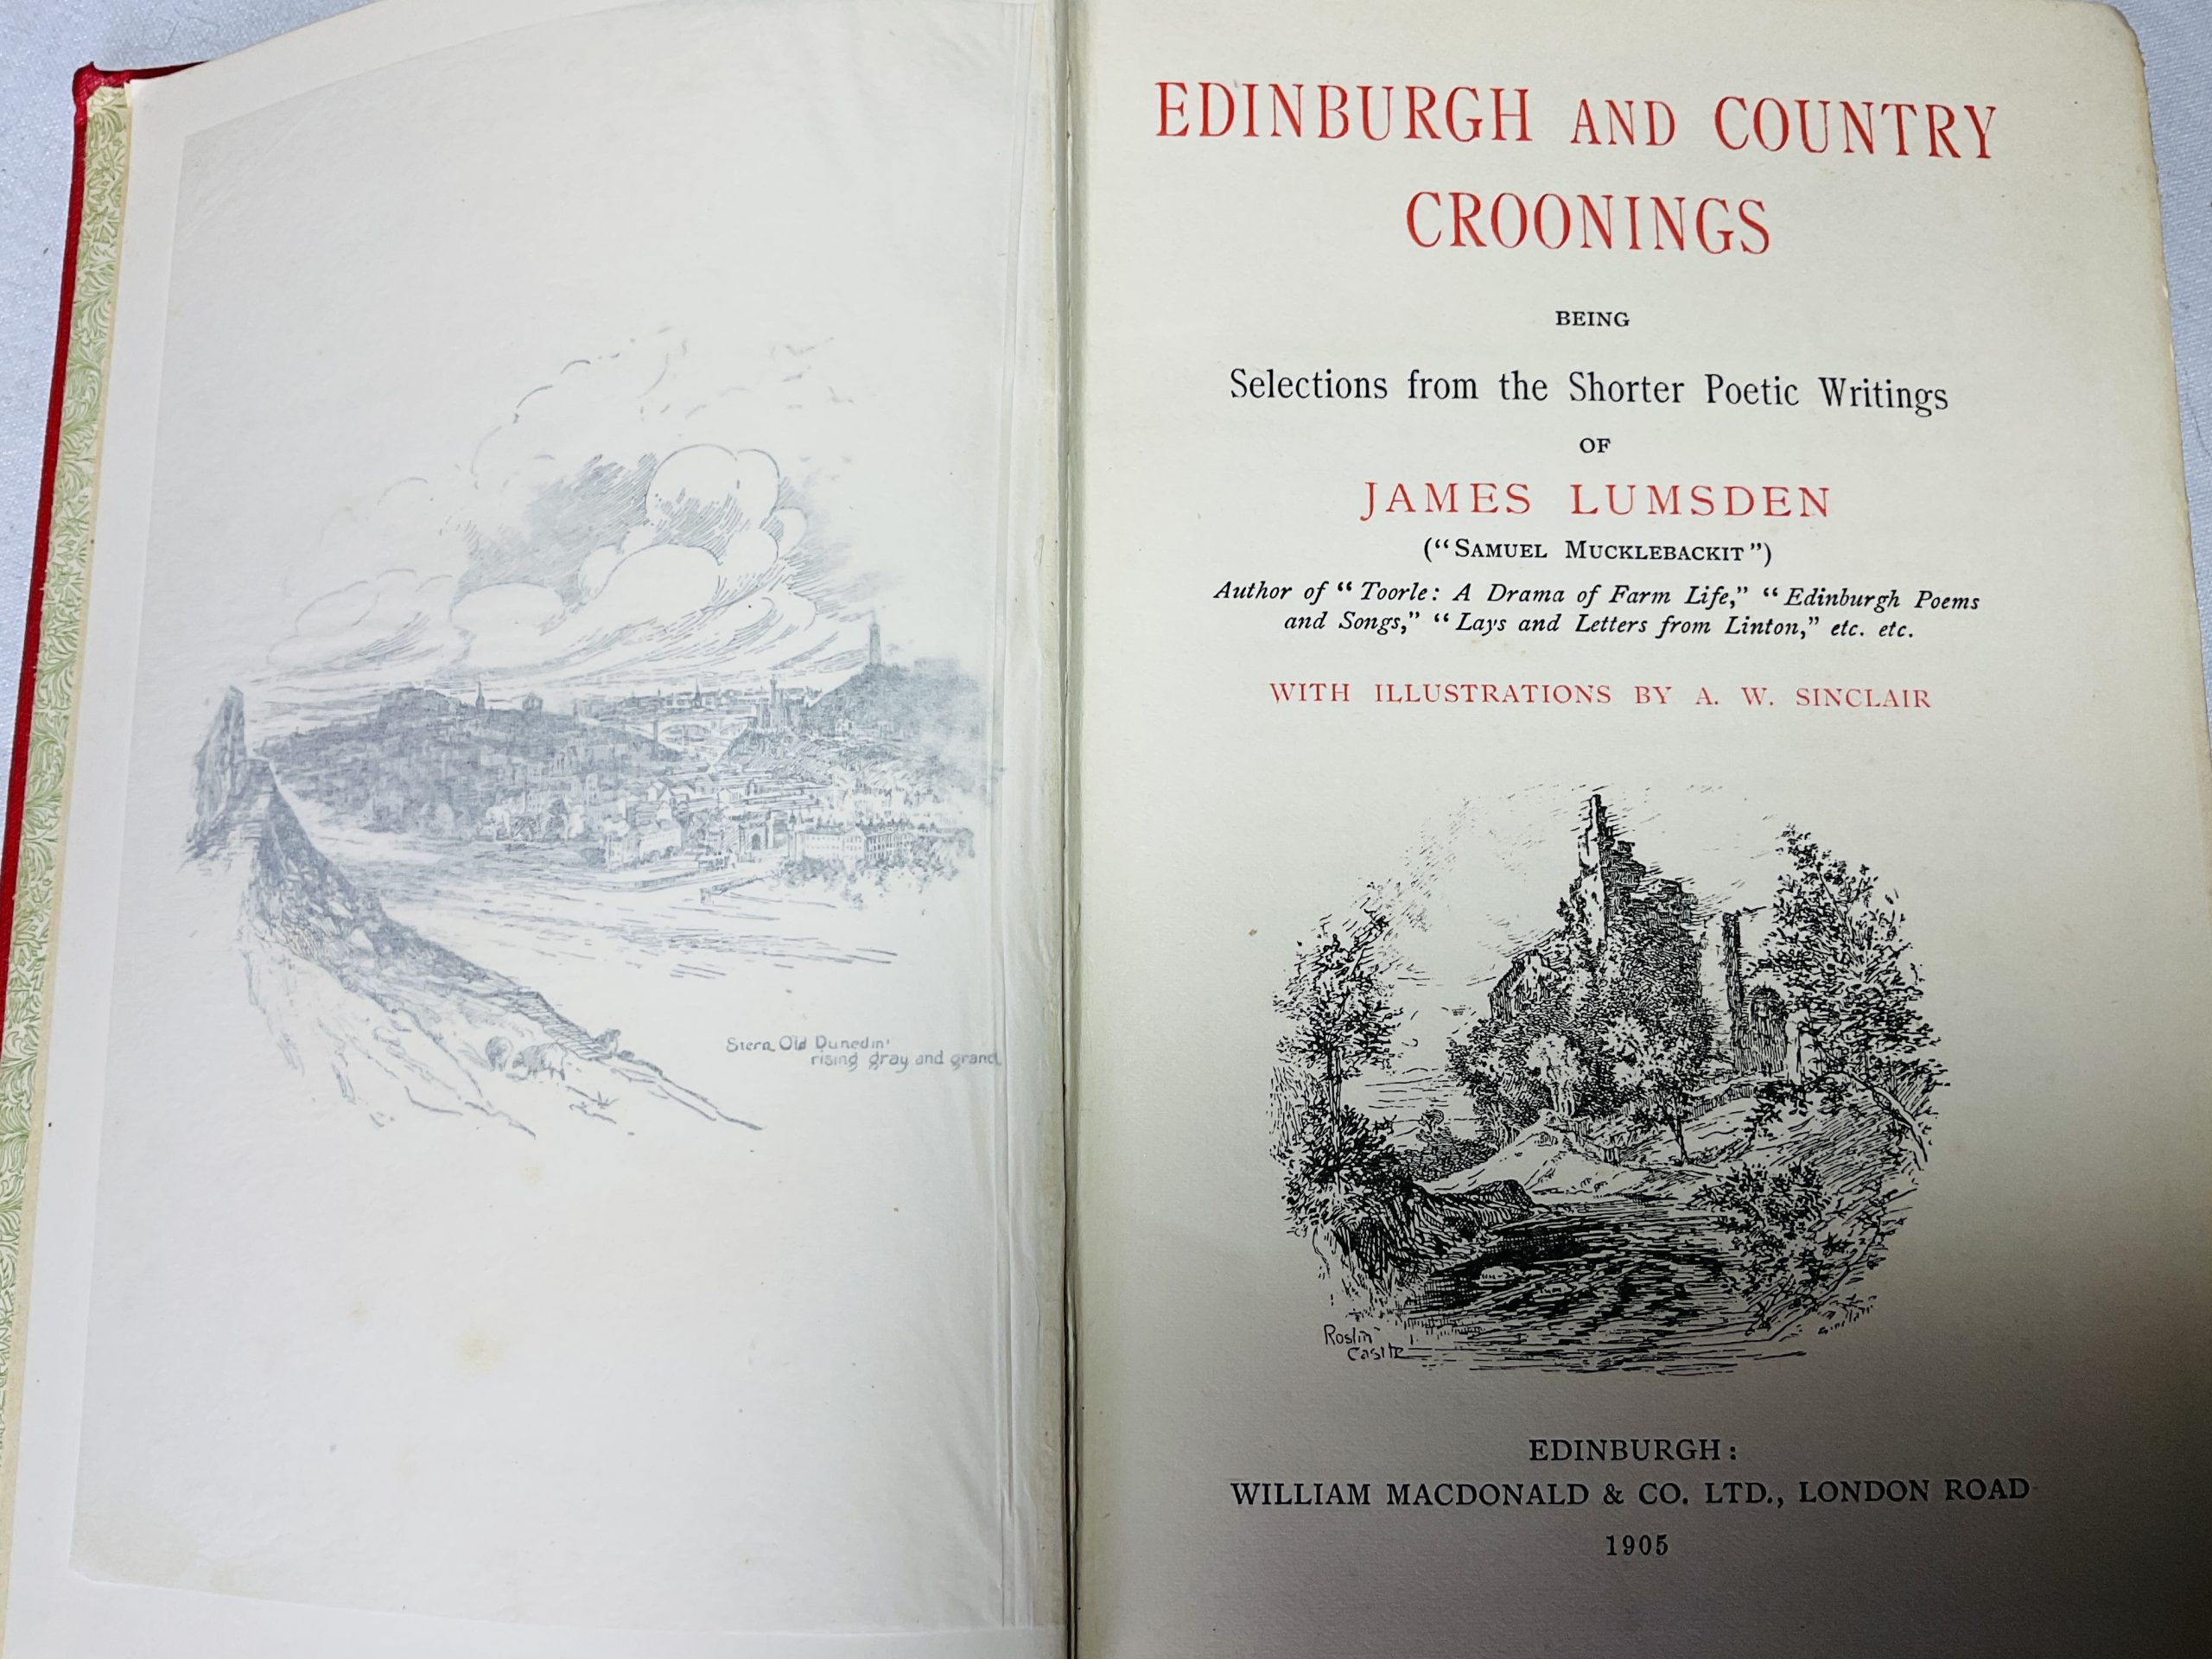 Stern Old Dunedin'
rising gray and grand
EDINBURGH AND COUNTRY
CROONINGS
BEING
Selections from the Shorter Poetic Writings
OF
JAMES LUMSDEN
("SAMUEL MUCKLEBACKIT")
Author of "Toorle: A Drama of Farm Life," "Edinburgh Poems
and Songs," "Lays and Letters from Linton," etc. etc.
WITH ILLUSTRATIONS BY A. W. SINCLAIR
Roslin
Castle
EDINBURGH:
WILLIAM MACDONALD & CO. LTD., LONDON ROAD
1905